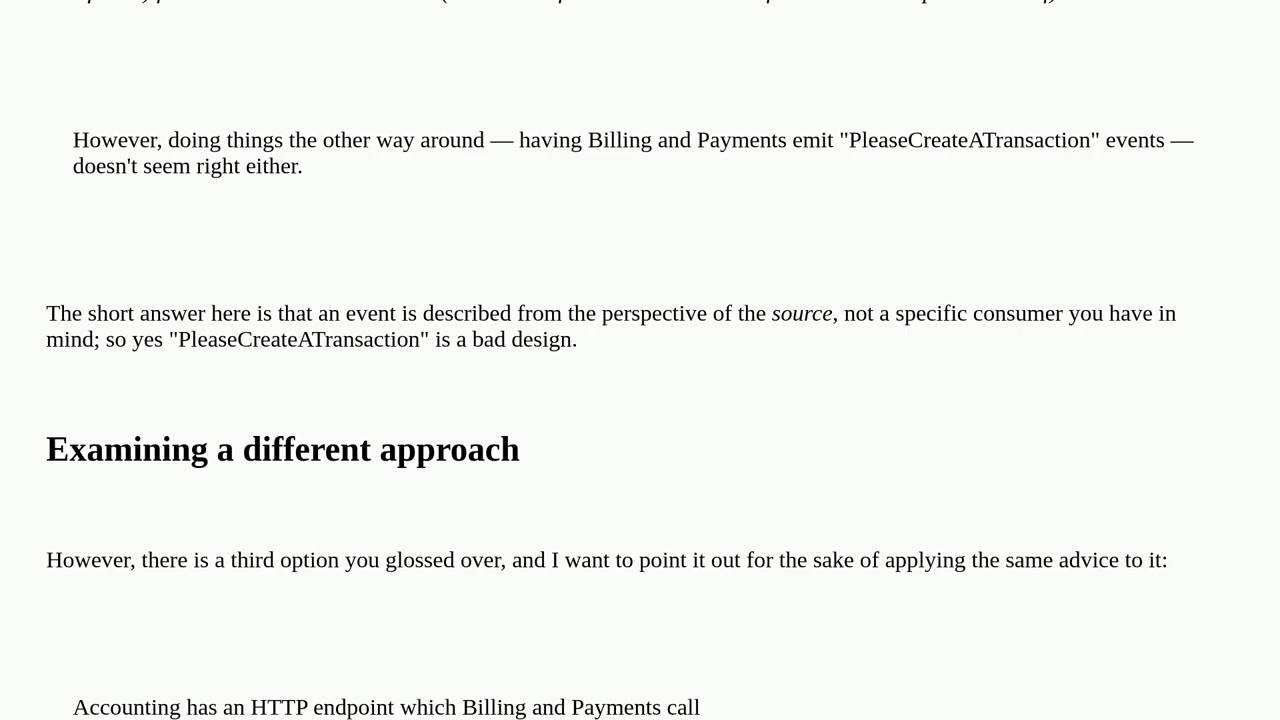 However, doing things the other way around — having Billing and Payments emit "PleaseCreateATransaction" events —
doesn't seem right either.
The short answer here is that an event is described from the perspective of the source, not a specific consumer you have in
mind; so yes "PleaseCreateATransaction" is a bad design.
Examining a different approach
However, there is a third option you glossed over, and I want to point it out for the sake of applying the same advice to it:
Accounting has an HTTP endpoint which Billing and Payments call